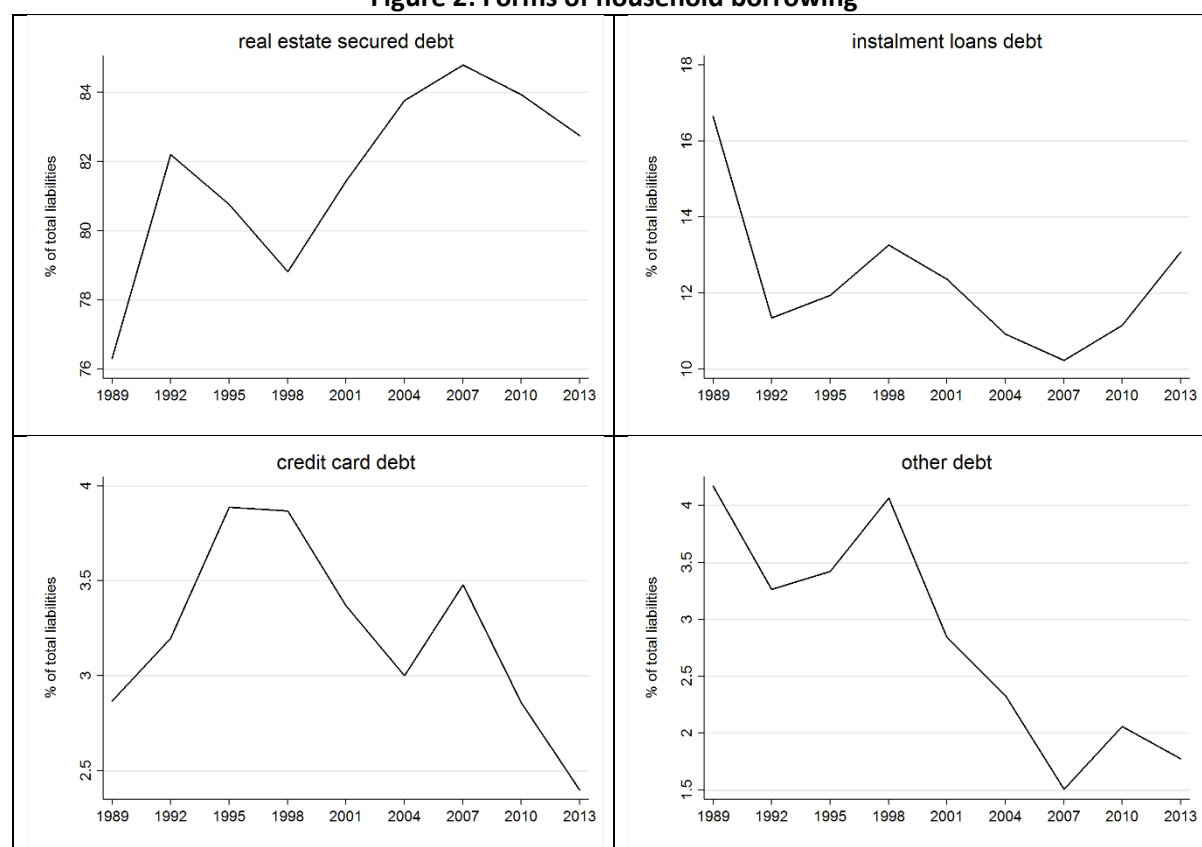 Figure 2: Forms of household borrowing
real estate secured debt
% of total liabilities
84
82
80
78
76
1989 1992 1995 1998 2001 2004 2007 2010 2013
instalment loans debt
% of total liabilities
18
16
14
12
10
1989 1992 1995 1998 2001 2004 2007 2010 2013
credit card debt
% of total liabilities
4
3.5
3
2.5
1989 1992 1995 1998 2001 2004 2007 2010 2013
other debt
% of total liabilities
4
3.5
3
2.5
2
1.5
1989 1992 1995 1998 2001 2004 2007 2010 2013